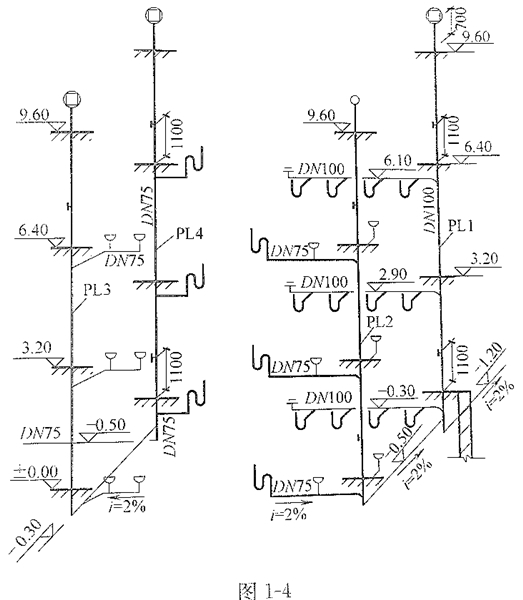 700
9.60
1100
6.40
DN100
6.10
DN100
PL1
3.20
2.90
DN100
1100
-1.20
i=2%
-0.30
DN100
-0.50
i=2%
9.60
DN75
PL2
DN75
DN75
i=2%
9.60
1100
DN75
PL4
6.40
DN75
PL3
3.20
1100
DN75
-0.50
DN75
±0.00
i=2%
-0.30
图 1-4